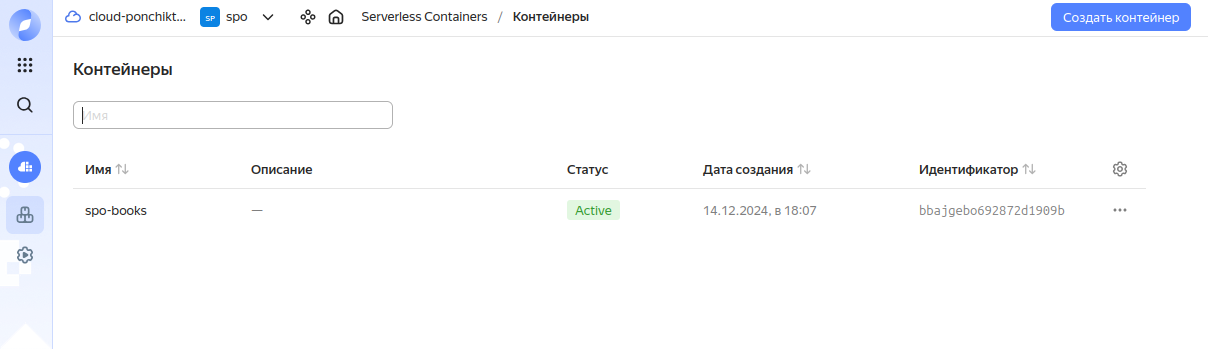 cloud-ponchikt... SP spo Serverless Containers / Контейнеры Создать контейнер
Контейнеры
Имя
Имя Описание Статус Дата создания Идентификатор
spo-books — Active 14.12.2024, в 18:07 bbajgebo692872d1909b